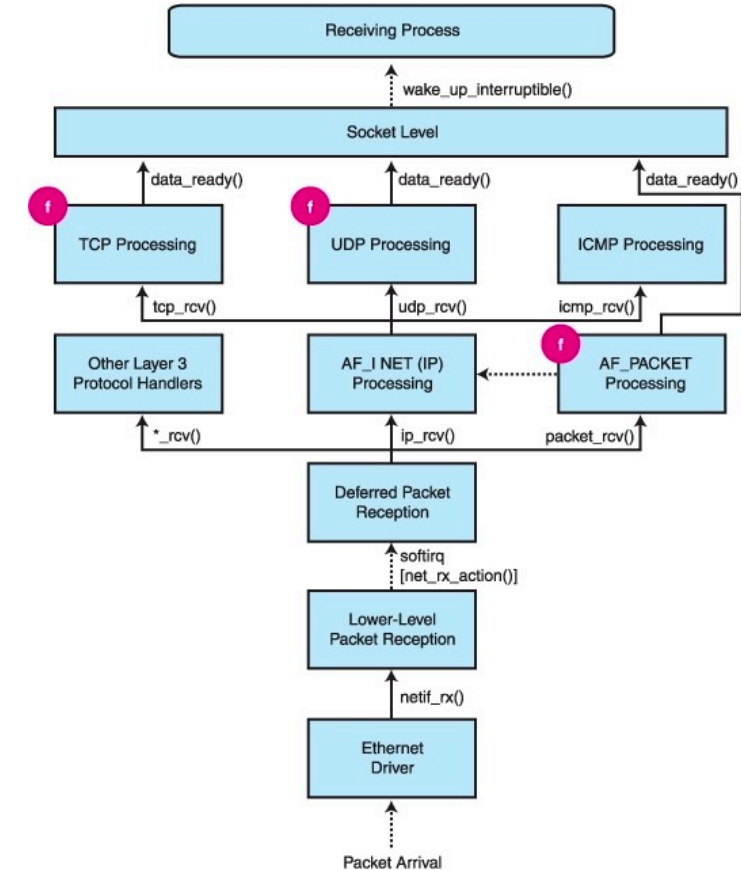 Receiving Process
wake_up_interruptible()
Socket Level
data_ready()
data_ready()
data_ready()
f
f
TCP Processing
UDP Processing
ICMP Processing
tcp_rcv()
udp_rcv()
icmp_rcv()
f
Other Layer 3
Protocol Handlers
AF_I NET (IP)
Processing
AF_PACKET
Processing
*_rcv()
ip_rcv()
packet_rcv()
Deferred Packet
Reception
softirq
[net_rx_action()]
Lower-Level
Packet Reception
netif_rx()
Ethernet
Driver
Packet Arrival